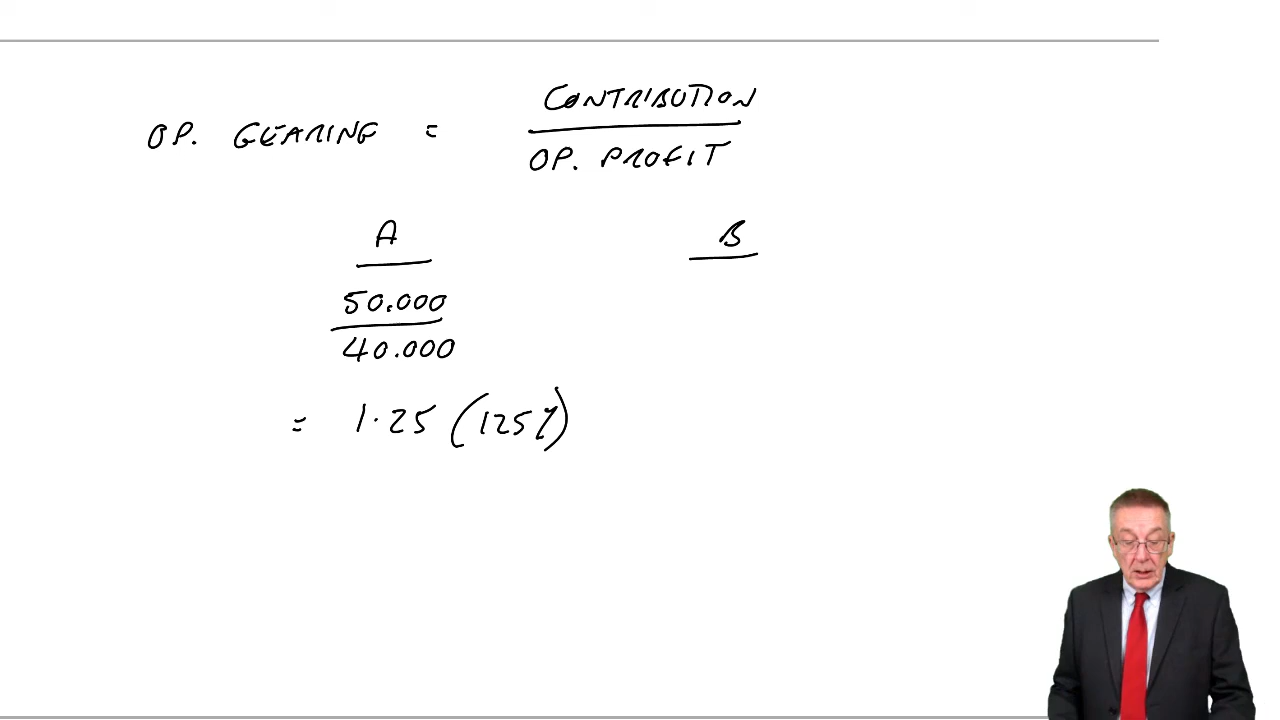 OP. GEARING = CONTRIBUTION
OP. PROFIT
A B
50.000
40.000
= 1.25 (125%)